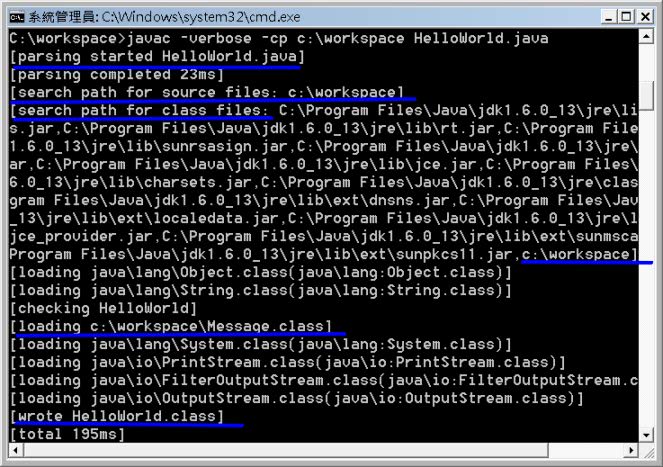 系統管理員: C:\Windows\system32\cmd.exe
C:\workspace>javac -verbose -cp c:\workspace HelloWorld.java
[parsing started HelloWorld.java]
[parsing completed 23ms]
[search path for source files: c:\workspace]
[search path for class files: C:\Program Files\Java\jdk1.6.0_13\jre\li
s.jar,C:\Program Files\Java\jdk1.6.0_13\jre\lib\rt.jar,C:\Program File
1.6.0_13\jre\lib\sunrsasign.jar,C:\Program Files\Java\jdk1.6.0_13\jre\
ar,C:\Program Files\Java\jdk1.6.0_13\jre\lib\jce.jar,C:\Program Files\
6.0_13\jre\lib\charsets.jar,C:\Program Files\Java\jdk1.6.0_13\jre\clas
gram Files\Java\jdk1.6.0_13\jre\lib\ext\dnsns.jar,C:\Program Files\Jav
_13\jre\lib\ext\localedata.jar,C:\Program Files\Java\jdk1.6.0_13\jre\l
jce_provider.jar,C:\Program Files\Java\jdk1.6.0_13\jre\lib\ext\sunmsca
Program Files\Java\jdk1.6.0_13\jre\lib\ext\sunpkcs11.jar,c:\workspace]
[loading java\lang\Object.class(java\lang:Object.class)]
[loading java\lang\String.class(java\lang:String.class)]
[checking HelloWorld]
[loading c:\workspace\Message.class]
[loading java\lang\System.class(java\lang:System.class)]
[loading java\io\PrintStream.class(java\io:PrintStream.class)]
[loading java\io\FilterOutputStream.class(java\io:FilterOutputStream.c
[loading java\io\OutputStream.class(java\io:OutputStream.class)]
[wrote HelloWorld.class]
[total 195ms]